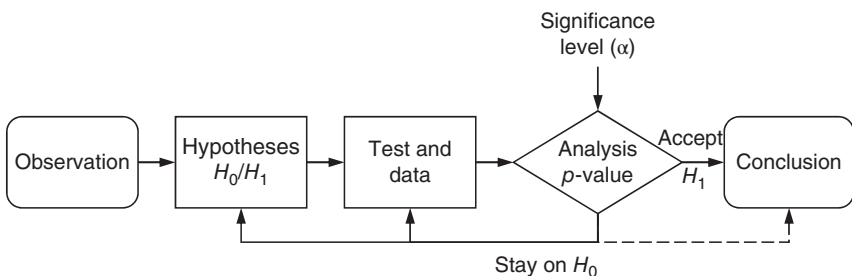 Significance
level (α)
Observation
Hypotheses
H₀/H₁
Test and
data
Analysis
p-value
Accept
H₁
Conclusion
Stay on H₀